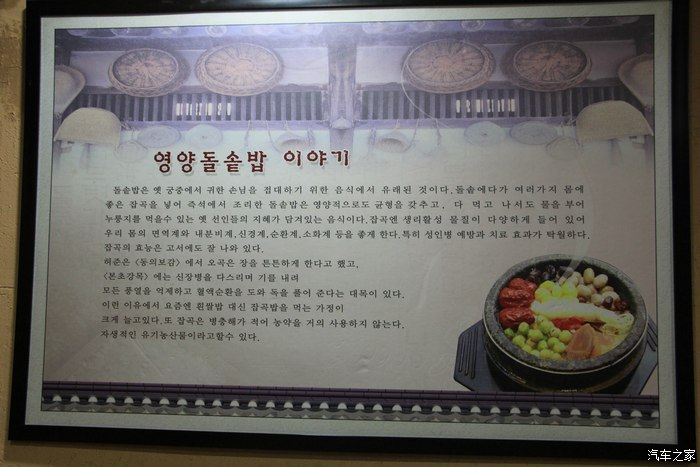 영양돌솥밥 이야기
돌솥밥은 옛 궁중에서 귀한 손님을 접대하기 위한 음식에서 유래된 것이다.돌솥에다가 여러가지 몸에
좋은 잡곡을 넣어 즉석에서 조리한 돌솥밥은 영양적으로도 균형을 갖추고, 다 먹고 나서도 물을 부어
누룽지를 먹을수 있는 옛 선인들의 지혜가 담겨있는 음식이다.잡곡엔 생리활성 물질이 다양하게 들어 있어
우리 몸의 면역계와 내분비계,신경계,순환계,소화계 등을 좋게 한다.특히 성인병 예방과 치료 효과가 탁월하다.
잡곡의 효능은 고서에도 잘 나와 있다.
허준은 <동의보감> 에서 오곡은 장을 튼튼하게 한다고 했고,
<본초강목> 에는 신장병을 다스리며 기를 내려
모든 풍열을 억제하고 혈액순환을 도와 독을 풀어 준다는 대목이 있다.
이런 이유에서 요즘엔 흰쌀밥 대신 잡곡밥을 먹는 가정이
크게 늘고있다.또 잡곡은 병충해가 적어 농약을 거의 사용하지 않는다.
자생적인 유기농산물이라고할수 있다.
汽车之家